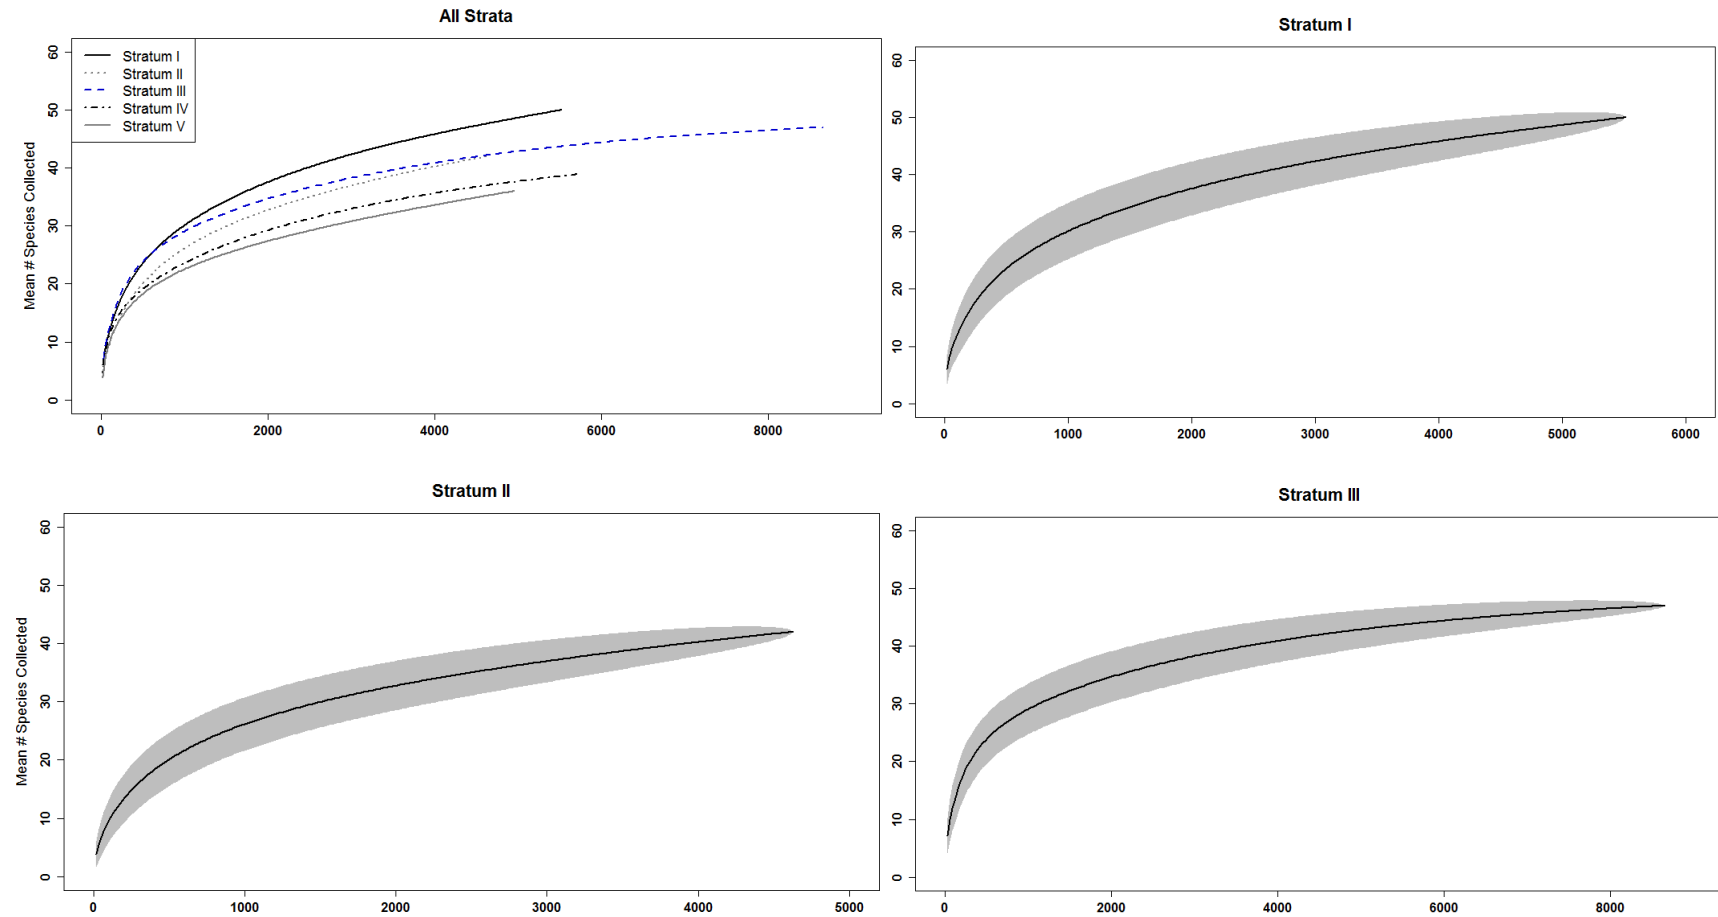 All Strata
Stratum I
Stratum II
Stratum III
Stratum IV
Stratum V
Mean # Species Collected
60
50
40
30
20
10
0
0 2000 4000 6000 8000
Stratum I
60
50
40
30
20
10
0
0 1000 2000 3000 4000 5000 6000
Stratum II
Mean # Species Collected
60
50
40
30
20
10
0
0 1000 2000 3000 4000 5000
Stratum III
60
50
40
30
20
10
0
0 2000 4000 6000 8000